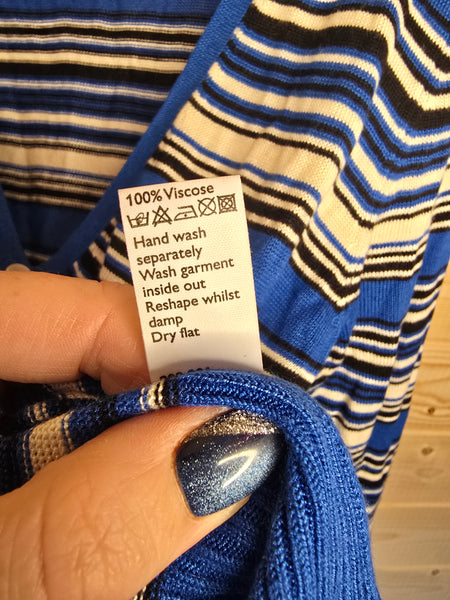 100% Viscose
Hand wash
separately
Wash garment
inside out
Reshape whilst
damp
Dry flat